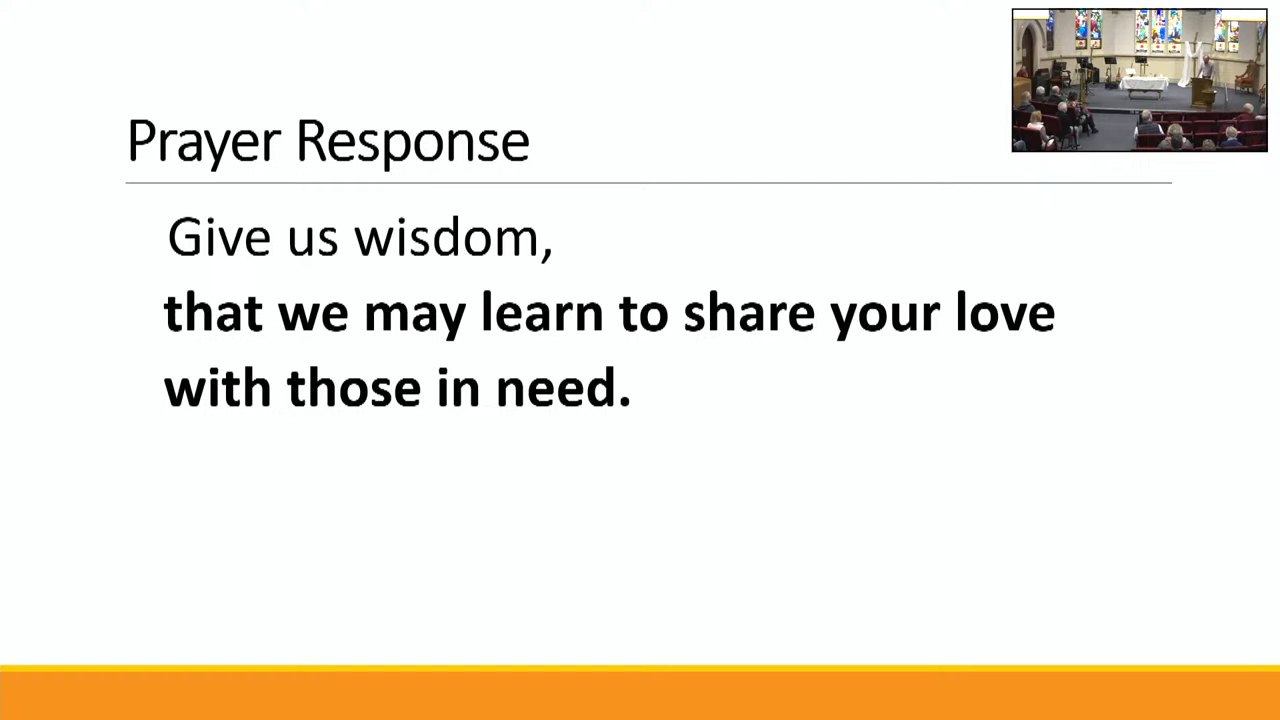 Prayer Response
Give us wisdom,
that we may learn to share your love
with those in need.